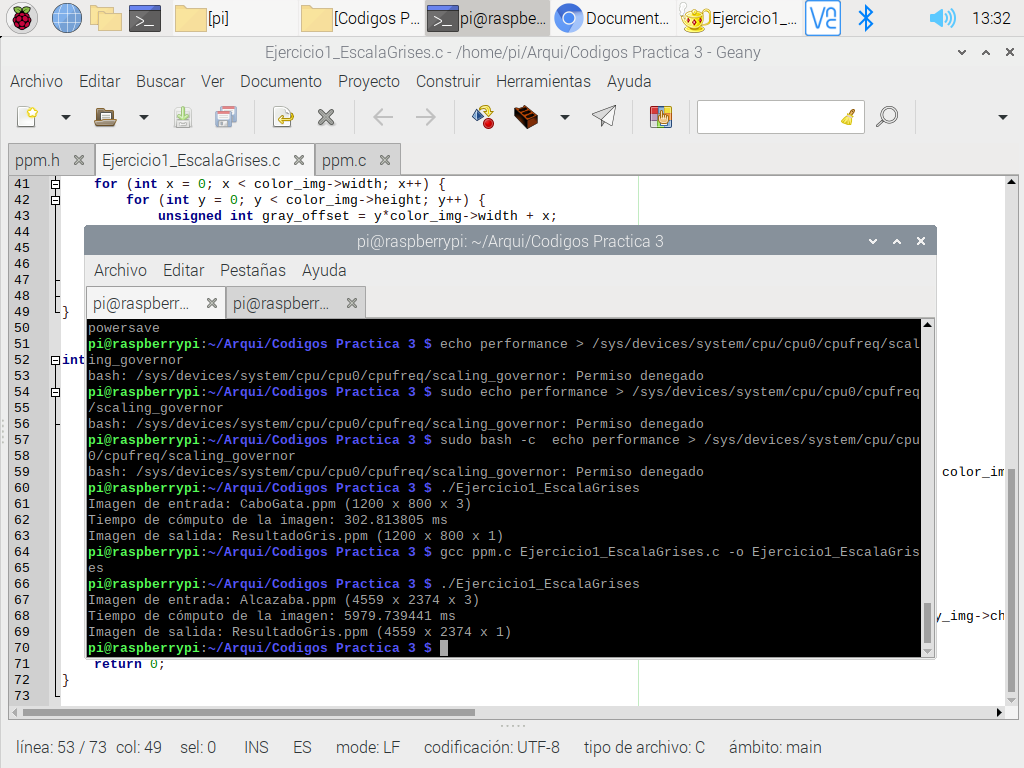 [pi]
[Codigos P...
pi@raspbe...
Document...
Ejercicio1_...
13:32
Ejercicio1_EscalaGrises.c - /home/pi/Arqui/Codigos Practica 3 - Geany
Archivo Editar Buscar Ver Documento Proyecto Construir Herramientas Ayuda
ppm.h Ejercicio1_EscalaGrises.c ppm.c
41 for (int x = 0; x < color_img->width; x++) {
42 for (int y = 0; y < color_img->height; y++) {
43 unsigned int gray_offset = y*color_img->width + x;
44
45
46
47
48
49 }
50
51
52 int
53
54
55
56
57
58
59 color_im
60
61
62
63
64
65
66
67
68 y_img->ch
69
70
71 return 0;
72 }
73
pi@raspberrypi: ~/Arqui/Codigos Practica 3
Archivo Editar Pestañas Ayuda
pi@raspberr... pi@raspberr...
powersave
pi@raspberrypi:~/Arqui/Codigos Practica 3 $ echo performance > /sys/devices/system/cpu/cpu0/cpufreq/scal
ing_governor
bash: /sys/devices/system/cpu/cpu0/cpufreq/scaling_governor: Permiso denegado
pi@raspberrypi:~/Arqui/Codigos Practica 3 $ sudo echo performance > /sys/devices/system/cpu/cpu0/cpufreq
/scaling_governor
bash: /sys/devices/system/cpu/cpu0/cpufreq/scaling_governor: Permiso denegado
pi@raspberrypi:~/Arqui/Codigos Practica 3 $ sudo bash -c  echo performance > /sys/devices/system/cpu/cpu
0/cpufreq/scaling_governor
bash: /sys/devices/system/cpu/cpu0/cpufreq/scaling_governor: Permiso denegado
pi@raspberrypi:~/Arqui/Codigos Practica 3 $ ./Ejercicio1_EscalaGrises
Imagen de entrada: CaboGata.ppm (1200 x 800 x 3)
Tiempo de cómputo de la imagen: 302.813805 ms
Imagen de salida: ResultadoGris.ppm (1200 x 800 x 1)
pi@raspberrypi:~/Arqui/Codigos Practica 3 $ gcc ppm.c Ejercicio1_EscalaGrises.c -o Ejercicio1_EscalaGris
es
pi@raspberrypi:~/Arqui/Codigos Practica 3 $ ./Ejercicio1_EscalaGrises
Imagen de entrada: Alcazaba.ppm (4559 x 2374 x 3)
Tiempo de cómputo de la imagen: 5979.739441 ms
Imagen de salida: ResultadoGris.ppm (4559 x 2374 x 1)
pi@raspberrypi:~/Arqui/Codigos Practica 3 $
línea: 53 / 73 col: 49 sel: 0 INS ES mode: LF codificación: UTF-8 tipo de archivo: C ámbito: main